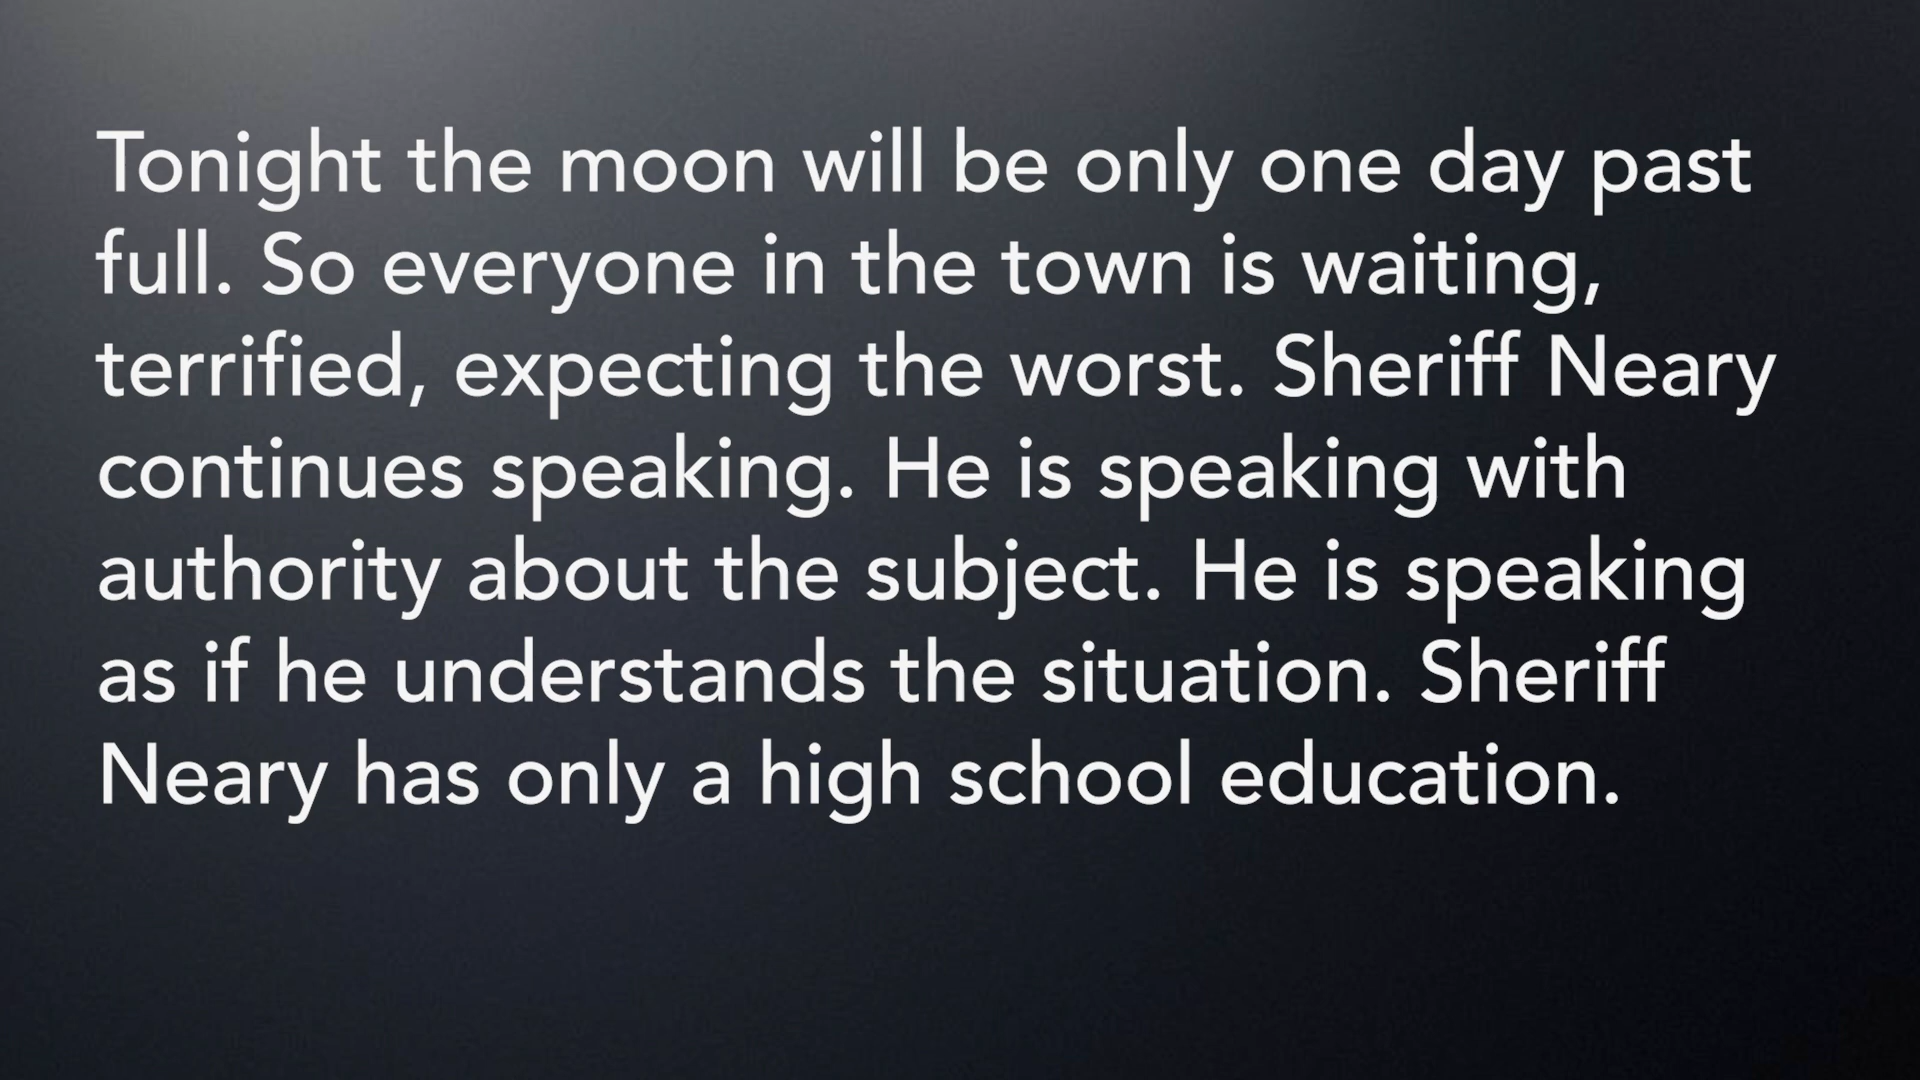 Tonight the moon will be only one day past
full. So everyone in the town is waiting,
terrified, expecting the worst. Sheriff Neary
continues speaking. He is speaking with
authority about the subject. He is speaking
as if he understands the situation. Sheriff
Neary has only a high school education.